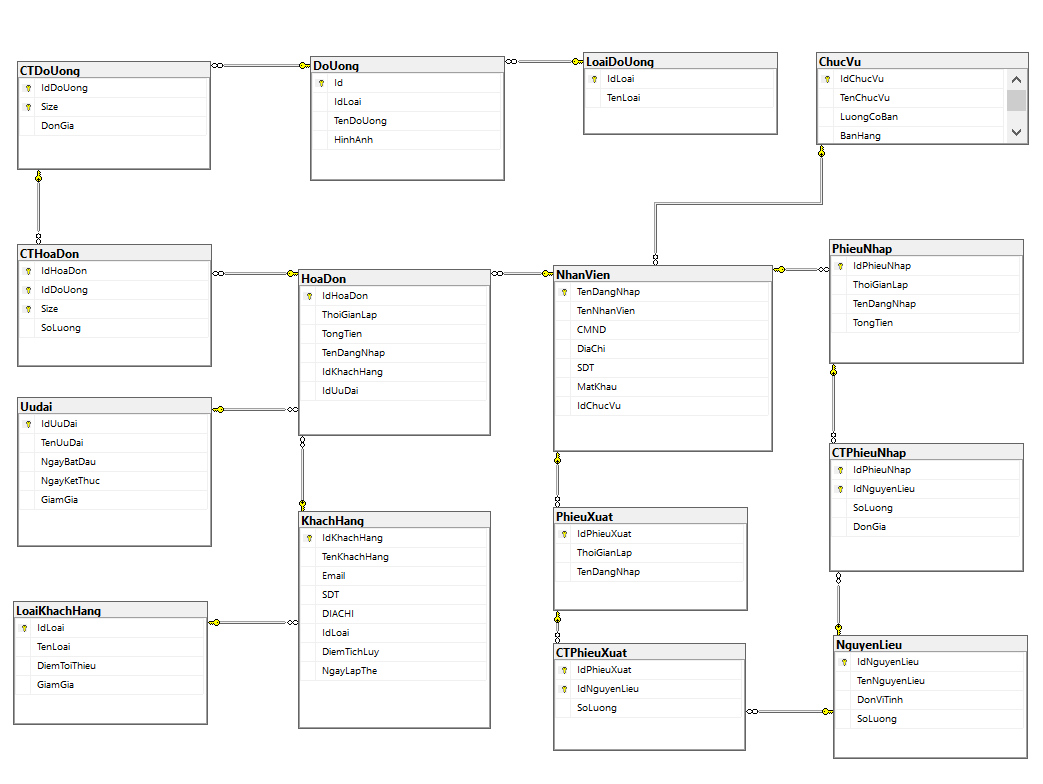 CTDoUong
IdDoUong
Size
DonGia
DoUong
Id
IdLoai
TenDoUong
HinhAnh
LoaiDoUong
IdLoai
TenLoai
ChucVu
IdChucVu
TenChucVu
LuongCoBan
BanHang
CTHoaDon
IdHoaDon
IdDoUong
Size
SoLuong
HoaDon
IdHoaDon
ThoiGianLap
TongTien
TenDangNhap
IdKhachHang
IdUuDai
NhanVien
TenDangNhap
TenNhanVien
CMND
DiaChi
SDT
MatKhau
IdChucVu
PhieuNhap
IdPhieuNhap
ThoiGianLap
TenDangNhap
TongTien
Uudai
IdUuDai
TenUuDai
NgayBatDau
NgayKetThuc
GiamGia
CTPhieuNhap
IdPhieuNhap
IdNguyenLieu
SoLuong
DonGia
KhachHang
IdKhachHang
TenKhachHang
Email
SDT
DIACHI
IdLoai
DiemTichLuy
NgayLapThe
PhieuXuat
IdPhieuXuat
ThoiGianLap
TenDangNhap
LoaiKhachHang
IdLoai
TenLoai
DiemToiThieu
GiamGia
CTPhieuXuat
IdPhieuXuat
IdNguyenLieu
SoLuong
NguyenLieu
IdNguyenLieu
TenNguyenLieu
DonViTinh
SoLuong